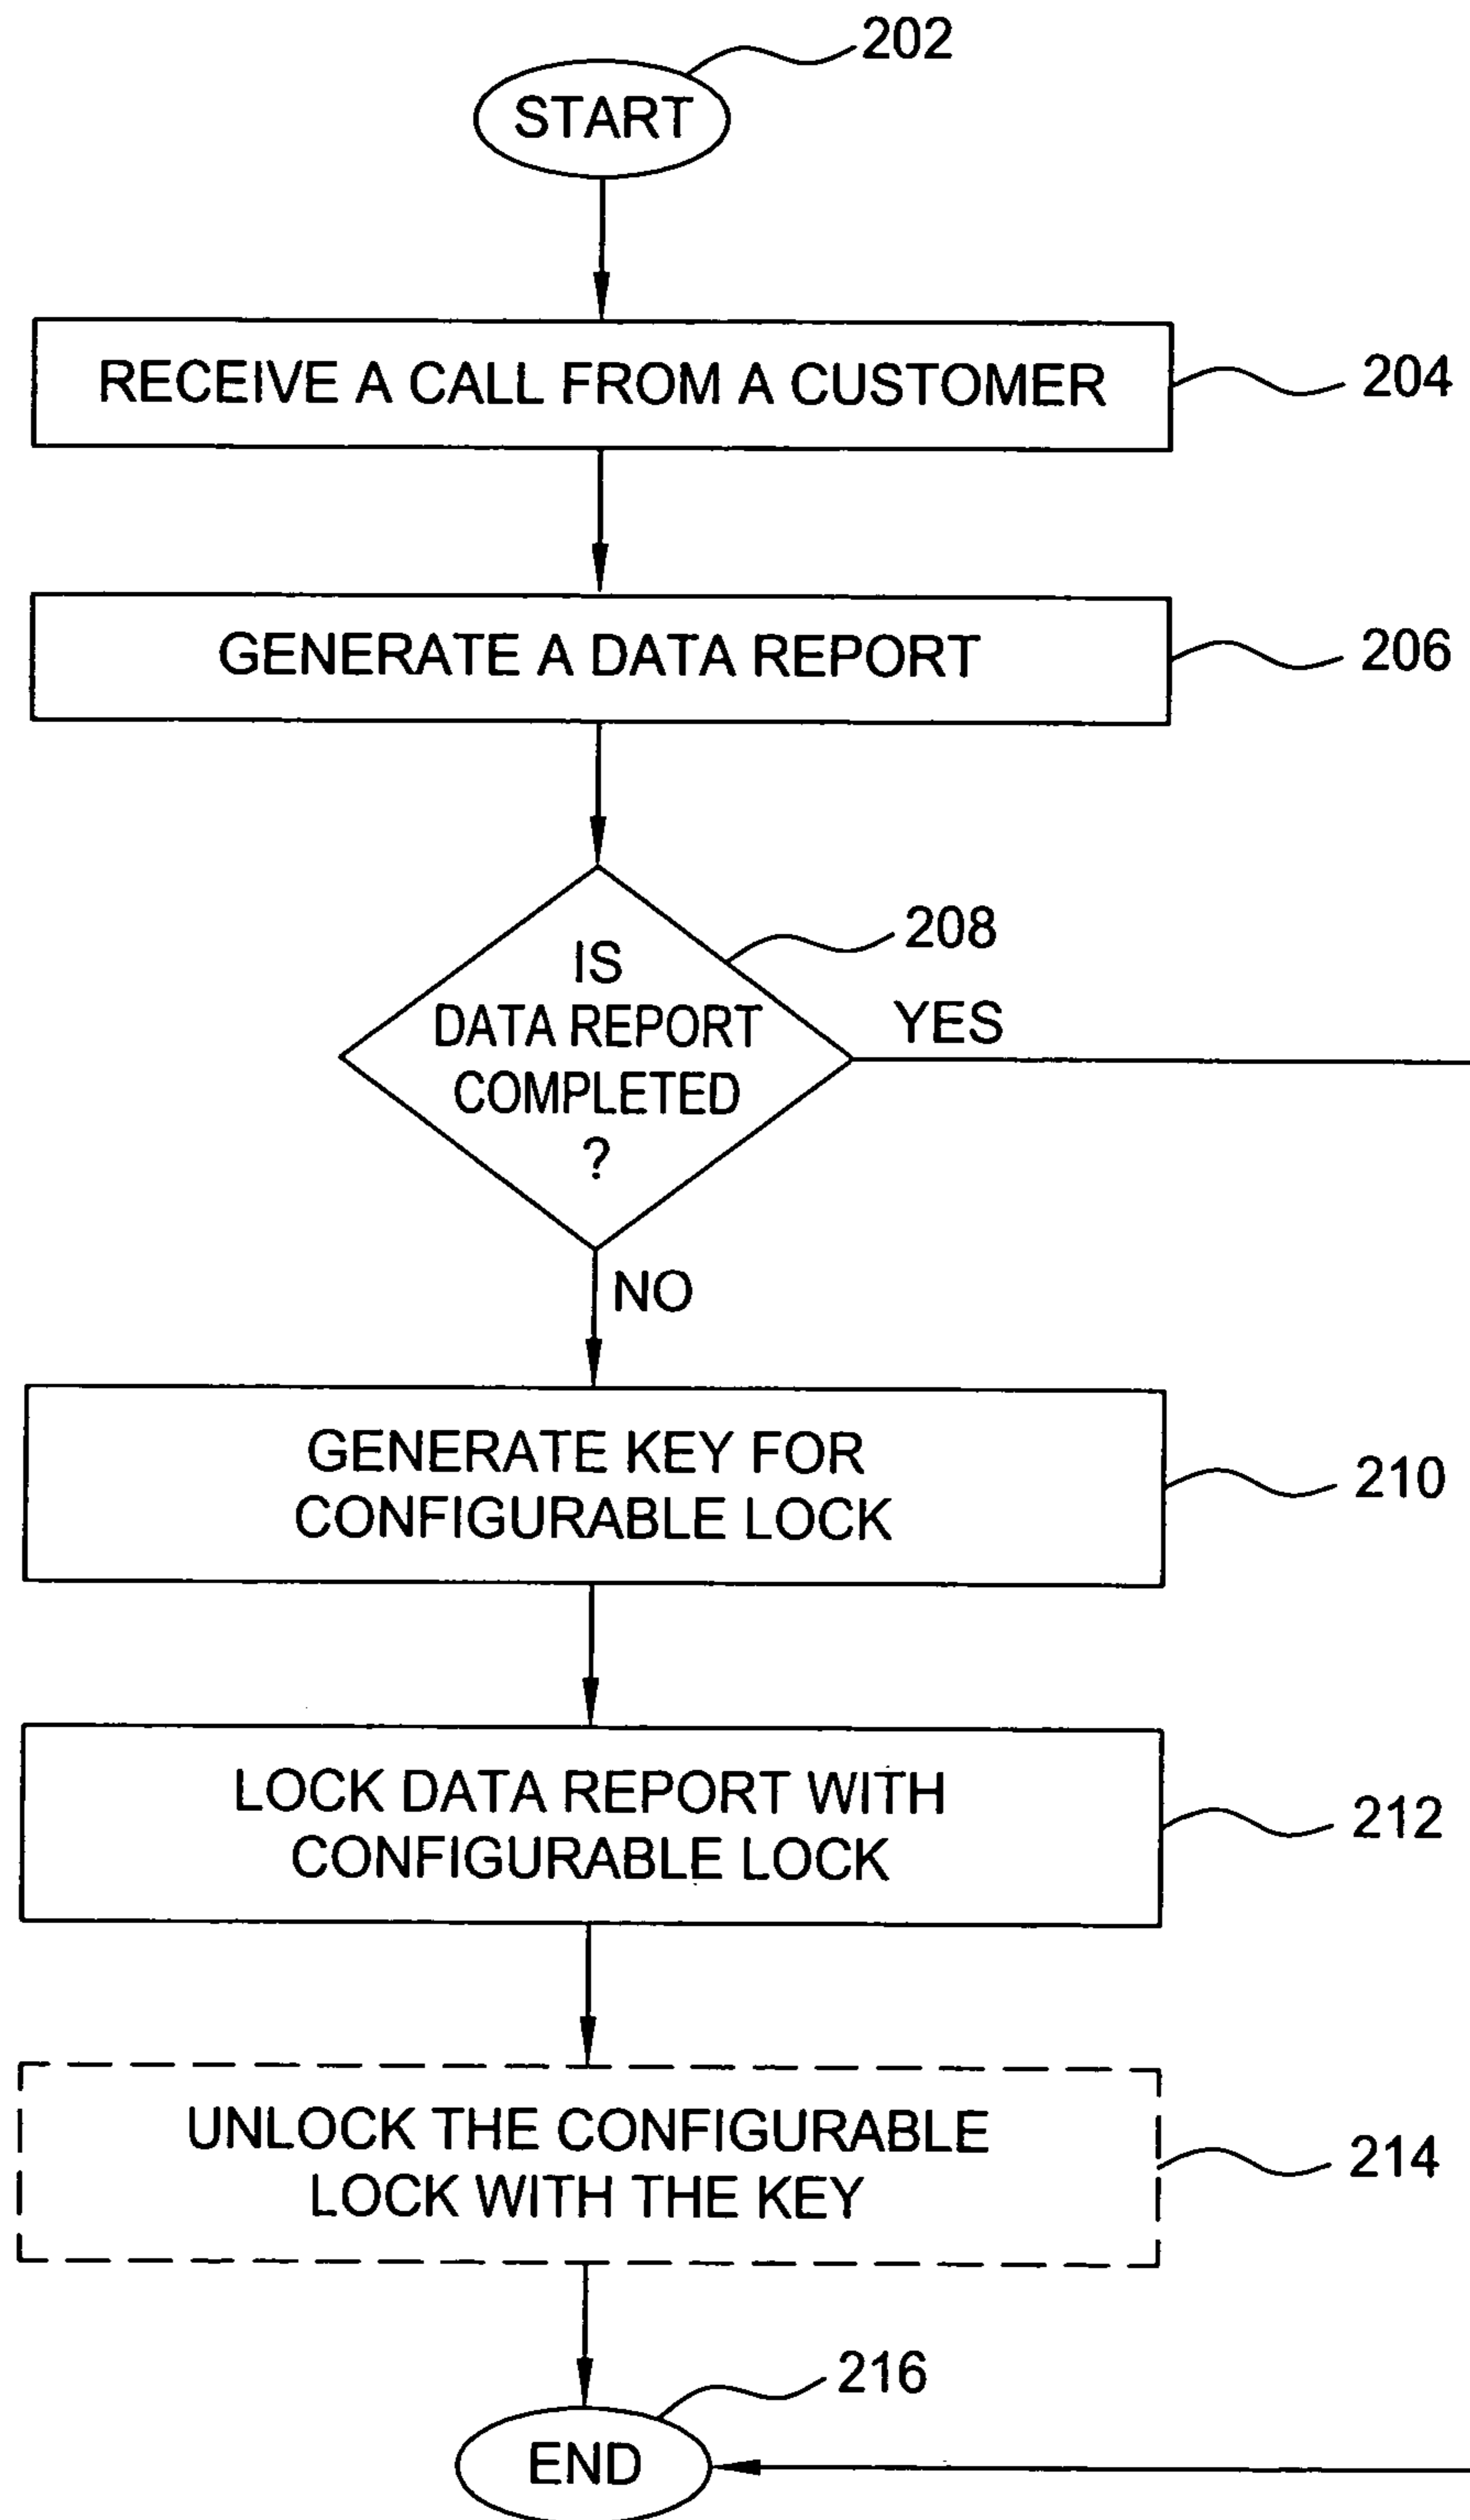 202
START
RECEIVE A CALL FROM A CUSTOMER
204
GENERATE A DATA REPORT
206
208
IS
DATA REPORT
COMPLETED
?
YES
NO
GENERATE KEY FOR
CONFIGURABLE LOCK
210
LOCK DATA REPORT WITH
CONFIGURABLE LOCK
212
UNLOCK THE CONFIGURABLE
LOCK WITH THE KEY
214
216
END